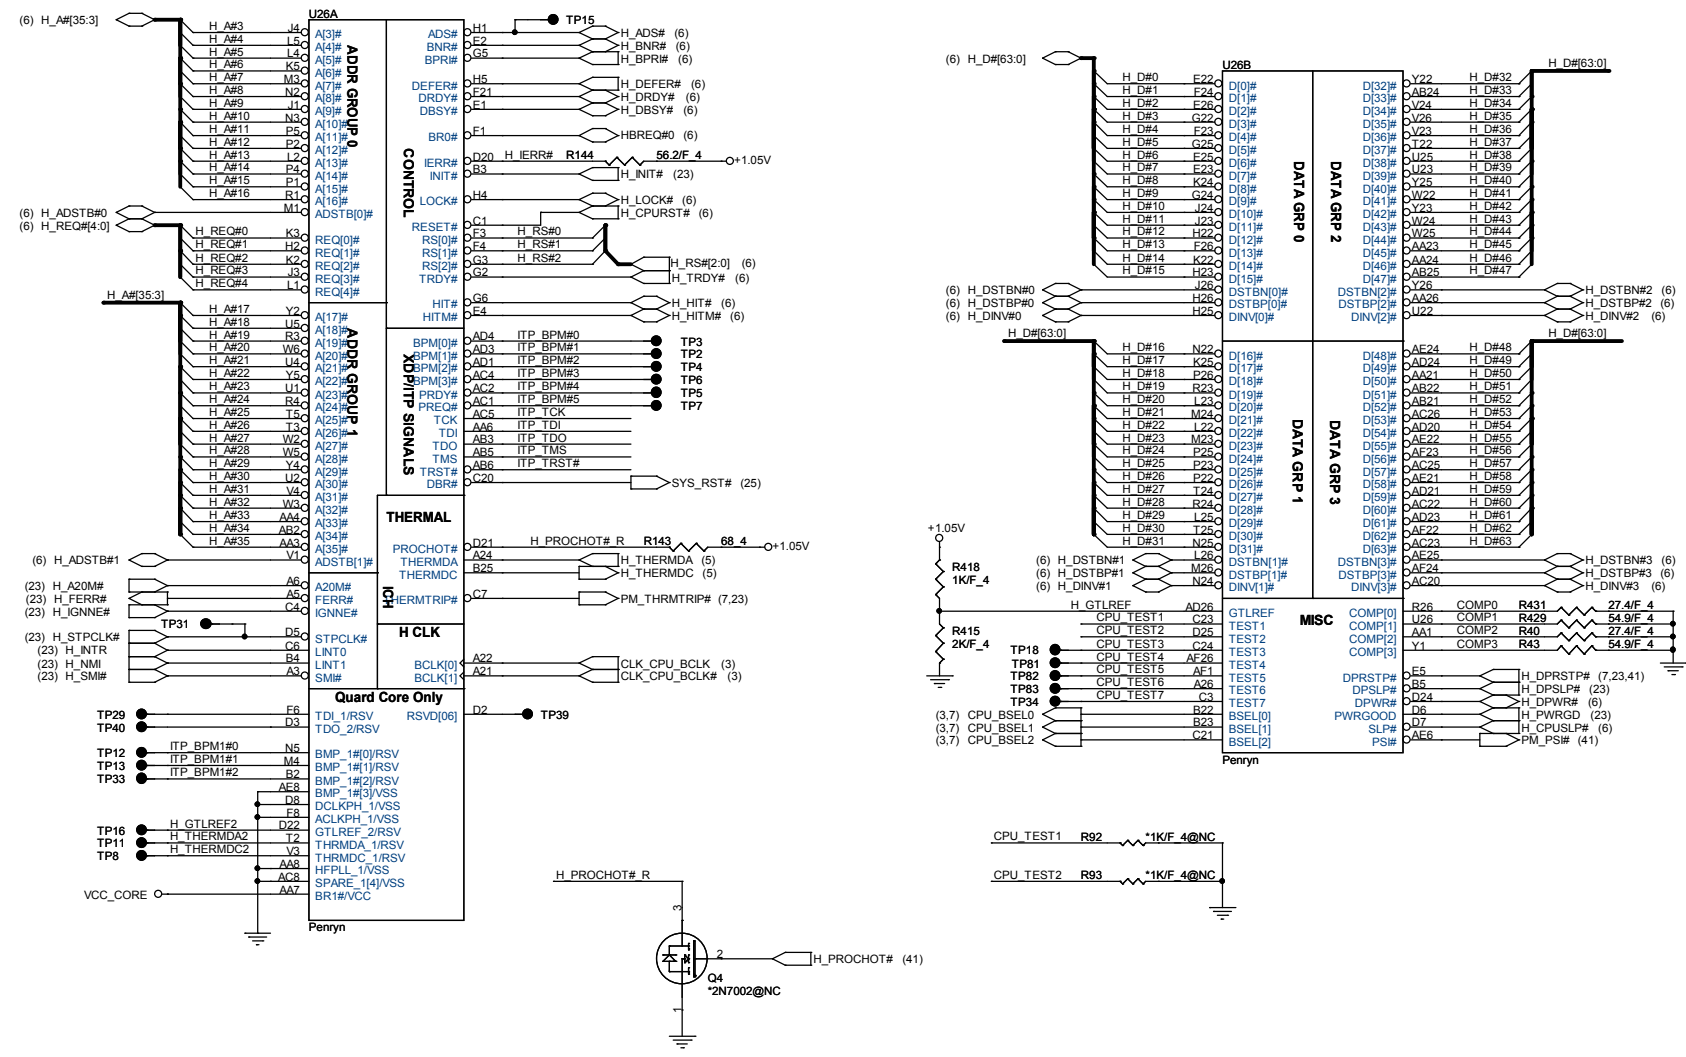 U26A
(6) H_A#[35:3]
H_A#3 J4 A[3]#
H_A#4 L5 A[4]#
H_A#5 L4 A[5]#
H_A#6 K5 A[6]#
H_A#7 M3 A[7]#
H_A#8 N2 A[8]#
H_A#9 J1 A[9]#
H_A#10 N3 A[10]#
H_A#11 P5 A[11]#
H_A#12 P2 A[12]#
H_A#13 L2 A[13]#
H_A#14 P4 A[14]#
H_A#15 P1 A[15]#
H_A#16 R1 A[16]#
(6) H_ADSTB#0 M1 ADSTB[0]#
ADDR GROUP 0
(6) H_REQ#[4:0]
H_REQ#0 K3 REQ[0]#
H_REQ#1 H2 REQ[1]#
H_REQ#2 K2 REQ[2]#
H_REQ#3 J3 REQ[3]#
H_REQ#4 L1 REQ[4]#
H_A#[35:3]
H_A#17 Y2 A[17]#
H_A#18 U5 A[18]#
H_A#19 R3 A[19]#
H_A#20 W6 A[20]#
H_A#21 U4 A[21]#
H_A#22 Y5 A[22]#
H_A#23 U1 A[23]#
H_A#24 R4 A[24]#
H_A#25 T5 A[25]#
H_A#26 T3 A[26]#
H_A#27 W2 A[27]#
H_A#28 W5 A[28]#
H_A#29 Y4 A[29]#
H_A#30 U2 A[30]#
H_A#31 V4 A[31]#
H_A#32 W3 A[32]#
H_A#33 AA4 A[33]#
H_A#34 AB2 A[34]#
H_A#35 AA3 A[35]#
(6) H_ADSTB#1 V1 ADSTB[1]#
ADDR GROUP 1
(23) H_A20M# A6 A20M#
(23) H_FERR# A5 FERR#
(23) H_IGNNE# C4 IGNNE#
TP31
(23) H_STPCLK# D5 STPCLK#
(23) H_INTR C6 LINT0
(23) H_NMI B4 LINT1
(23) H_SMI# A3 SMI#
ICH
TP15
ADS# H1 H_ADS# (6)
BNR# E2 H_BNR# (6)
BPRI# G5 H_BPRI# (6)
DEFER# H5 H_DEFER# (6)
DRDY# F21 H_DRDY# (6)
DBSY# E1 H_DBSY# (6)
BR0# F1 HBREQ#0 (6)
IERR# D20 H_IERR# R144 56.2/F_4 +1.05V
INIT# B3 H_INIT# (23)
LOCK# H4 H_LOCK# (6)
H_CPURST# (6)
RESET# C1
RS[0]# F3 H_RS#0
RS[1]# F4 H_RS#1
RS[2]# G3 H_RS#2
H_RS#[2:0] (6)
TRDY# G2 H_TRDY# (6)
HIT# G6 H_HIT# (6)
HITM# E4 H_HITM# (6)
CONTROL
BPM[0]# AD4 ITP_BPM#0 TP3
BPM[1]# AD3 ITP_BPM#1 TP2
BPM[2]# AD1 ITP_BPM#2 TP4
BPM[3]# AC4 ITP_BPM#3 TP6
PRDY# AC2 ITP_BPM#4 TP5
PREQ# AC1 ITP_BPM#5 TP7
TCK AC5 ITP_TCK
TDI AA6 ITP_TDI
TDO AB3 ITP_TDO
TMS AB5 ITP_TMS
TRST# AB6 ITP_TRST#
DBR# C20 SYS_RST# (25)
XDP/ITP SIGNALS
THERMAL
PROCHOT# D21 H_PROCHOT#_R R143 68_4 +1.05V
THERMDA A24 H_THERMDA (5)
THERMDC B25 H_THERMDC (5)
THERMTRIP# C7 PM_THRMTRIP# (7,23)
H CLK
BCLK[0] A22 CLK_CPU_BCLK (3)
BCLK[1] A21 CLK_CPU_BCLK# (3)
Quard Core Only
TP29 F6 TDI_1/RSV
TP40 D3 TDO_2/RSV
RSVD[06] D2 TP39
TP12 ITP_BPM1#0 N5 BMP_1#[0]/RSV
TP13 ITP_BPM1#1 M4 BMP_1#[1]/RSV
TP33 ITP_BPM1#2 B2 BMP_1#[2]/RSV
AE8 BMP_1#[3]/VSS
D8 DCLKPH_1/VSS
F8 ACLKPH_1/VSS
TP16 H_GTLREF2 D22 GTLREF_2/RSV
TP11 H_THERMDA2 T2 THRMDA_1/RSV
TP8 H_THERMDC2 V3 THRMDC_1/RSV
AA8 HFPLL_1/VSS
AC8 SPARE_1[4]/VSS
VCC_CORE AA7 BR1#/VCC
Penryn
H_PROCHOT#_R
3
2
1
H_PROCHOT# (41)
Q4
*2N7002@NC
U26B
(6) H_D#[63:0]
H_D#0 E22 D[0]#
H_D#1 F24 D[1]#
H_D#2 E26 D[2]#
H_D#3 G22 D[3]#
H_D#4 F23 D[4]#
H_D#5 G25 D[5]#
H_D#6 E25 D[6]#
H_D#7 E23 D[7]#
H_D#8 K24 D[8]#
H_D#9 G24 D[9]#
H_D#10 J24 D[10]#
H_D#11 J23 D[11]#
H_D#12 H22 D[12]#
H_D#13 F26 D[13]#
H_D#14 K22 D[14]#
H_D#15 H23 D[15]#
(6) H_DSTBN#0 J26 DSTBN[0]#
(6) H_DSTBP#0 H26 DSTBP[0]#
(6) H_DINV#0 H25 DINV[0]#
DATA GRP 0
H_D#[63:0]
H_D#16 N22 D[16]#
H_D#17 K25 D[17]#
H_D#18 P26 D[18]#
H_D#19 R23 D[19]#
H_D#20 L23 D[20]#
H_D#21 M24 D[21]#
H_D#22 L22 D[22]#
H_D#23 M23 D[23]#
H_D#24 P25 D[24]#
H_D#25 P23 D[25]#
H_D#26 P22 D[26]#
H_D#27 T24 D[27]#
H_D#28 R24 D[28]#
H_D#29 L25 D[29]#
H_D#30 T25 D[30]#
H_D#31 N25 D[31]#
(6) H_DSTBN#1 L26 DSTBN[1]#
(6) H_DSTBP#1 M26 DSTBP[1]#
(6) H_DINV#1 N24 DINV[1]#
DATA GRP 1
H_D#[63:0]
D[32]# Y22 H_D#32
D[33]# AB24 H_D#33
D[34]# V24 H_D#34
D[35]# V26 H_D#35
D[36]# V23 H_D#36
D[37]# T22 H_D#37
D[38]# U25 H_D#38
D[39]# U23 H_D#39
D[40]# Y25 H_D#40
D[41]# W22 H_D#41
D[42]# Y23 H_D#42
D[43]# W24 H_D#43
D[44]# W25 H_D#44
D[45]# AA23 H_D#45
D[46]# AA24 H_D#46
D[47]# AB25 H_D#47
DSTBN[2]# Y26 H_DSTBN#2 (6)
DSTBP[2]# AA26 H_DSTBP#2 (6)
DINV[2]# U22 H_DINV#2 (6)
DATA GRP 2
H_D#[63:0]
D[48]# AE24 H_D#48
D[49]# AD24 H_D#49
D[50]# AA21 H_D#50
D[51]# AB22 H_D#51
D[52]# AB21 H_D#52
D[53]# AC26 H_D#53
D[54]# AD20 H_D#54
D[55]# AE22 H_D#55
D[56]# AF23 H_D#56
D[57]# AC25 H_D#57
D[58]# AE21 H_D#58
D[59]# AD21 H_D#59
D[60]# AC22 H_D#60
D[61]# AD23 H_D#61
D[62]# AF22 H_D#62
D[63]# AC23 H_D#63
DSTBN[3]# AE25 H_DSTBN#3 (6)
DSTBP[3]# AF24 H_DSTBP#3 (6)
DINV[3]# AC20 H_DINV#3 (6)
DATA GRP 3
+1.05V
R418
1K/F_4
R415
2K/F_4
MISC
H_GTLREF AD26 GTLREF
CPU_TEST1 C23 TEST1
CPU_TEST2 D25 TEST2
TP18 CPU_TEST3 C24 TEST3
TP81 CPU_TEST4 AF26 TEST4
TP82 CPU_TEST5 AF1 TEST5
TP83 CPU_TEST6 A26 TEST6
TP34 CPU_TEST7 C3 TEST7
(3,7) CPU_BSEL0 B22 BSEL[0]
(3,7) CPU_BSEL1 B23 BSEL[1]
(3,7) CPU_BSEL2 C21 BSEL[2]
COMP[0] R26 COMP0 R431 27.4/F_4
COMP[1] U26 COMP1 R429 54.9/F_4
COMP[2] AA1 COMP2 R40 27.4/F_4
COMP[3] Y1 COMP3 R43 54.9/F_4
DPRSTP# E5 H_DPRSTP# (7,23,41)
DPSLP# B5 H_DPSLP# (23)
DPWR# D24 H_DPWR# (6)
PWRGOOD D6 H_PWRGD (23)
SLP# D7 H_CPUSLP# (6)
PSI# AE6 PM_PSI# (41)
Penryn
CPU_TEST1 R92 *1K/F_4@NC
CPU_TEST2 R93 *1K/F_4@NC